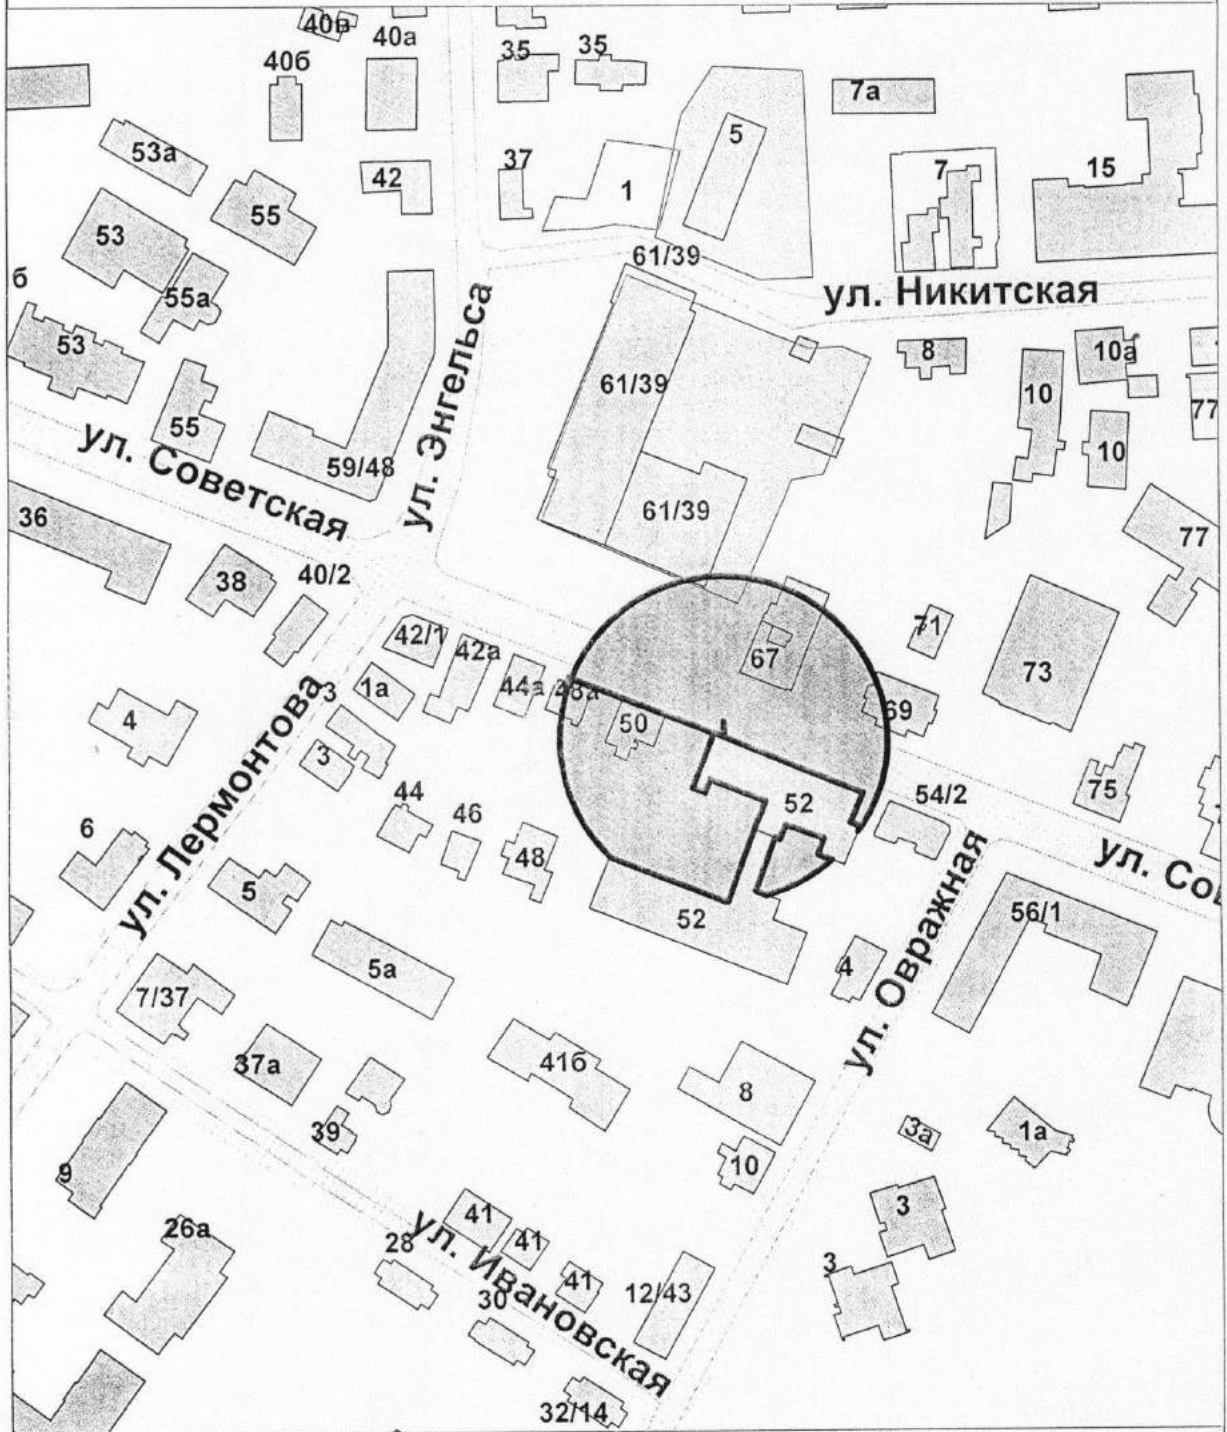 40в
40а
40б
35
35
7а
5
53а
42
37
1
7
15
55
53
61/39
б
55а
ул. Никитская
53
8
10а
ул. Энгельса
61/39
10
77
55
ул. Советская
59/48
10
61/39
36
77
38
40/2
71
42/1
42а
67
73
3
1а
44а
48а
50
69
4
3
ул. Лермонтова
44
46
52
54/2
75
6
48
ул. Сов
5
52
56/1
5а
4
ул. Овражная
7/37
37а
41б
8
39
3а
1а
10
9
3
26а
41
28
41
3
41
ул. Ивановская
30
12/43
32/14